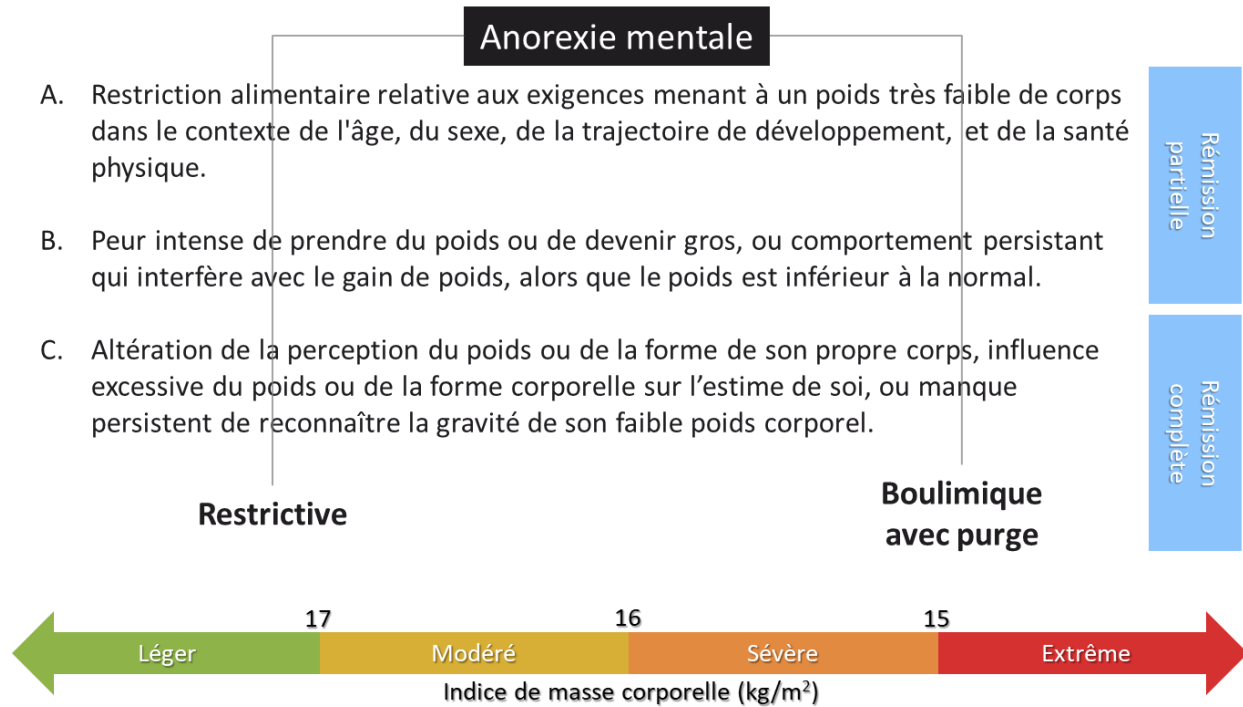 Anorexie mentale
A. Restriction alimentaire relative aux exigences menant à un poids très faible de corps
dans le contexte de l'âge, du sexe, de la trajectoire de développement, et de la santé
physique.
B. Peur intense de prendre du poids ou de devenir gros, ou comportement persistant
qui interfère avec le gain de poids, alors que le poids est inférieur à la normal.
C. Altération de la perception du poids ou de la forme de son propre corps, influence
excessive du poids ou de la forme corporelle sur l’estime de soi, ou manque
persistent de reconnaître la gravité de son faible poids corporel.
Rémission
partielle
Rémission
complète
Restrictive
Boulimique
avec purge
17 16 15
Léger Modéré Sévère Extrême
Indice de masse corporelle (kg/m²)